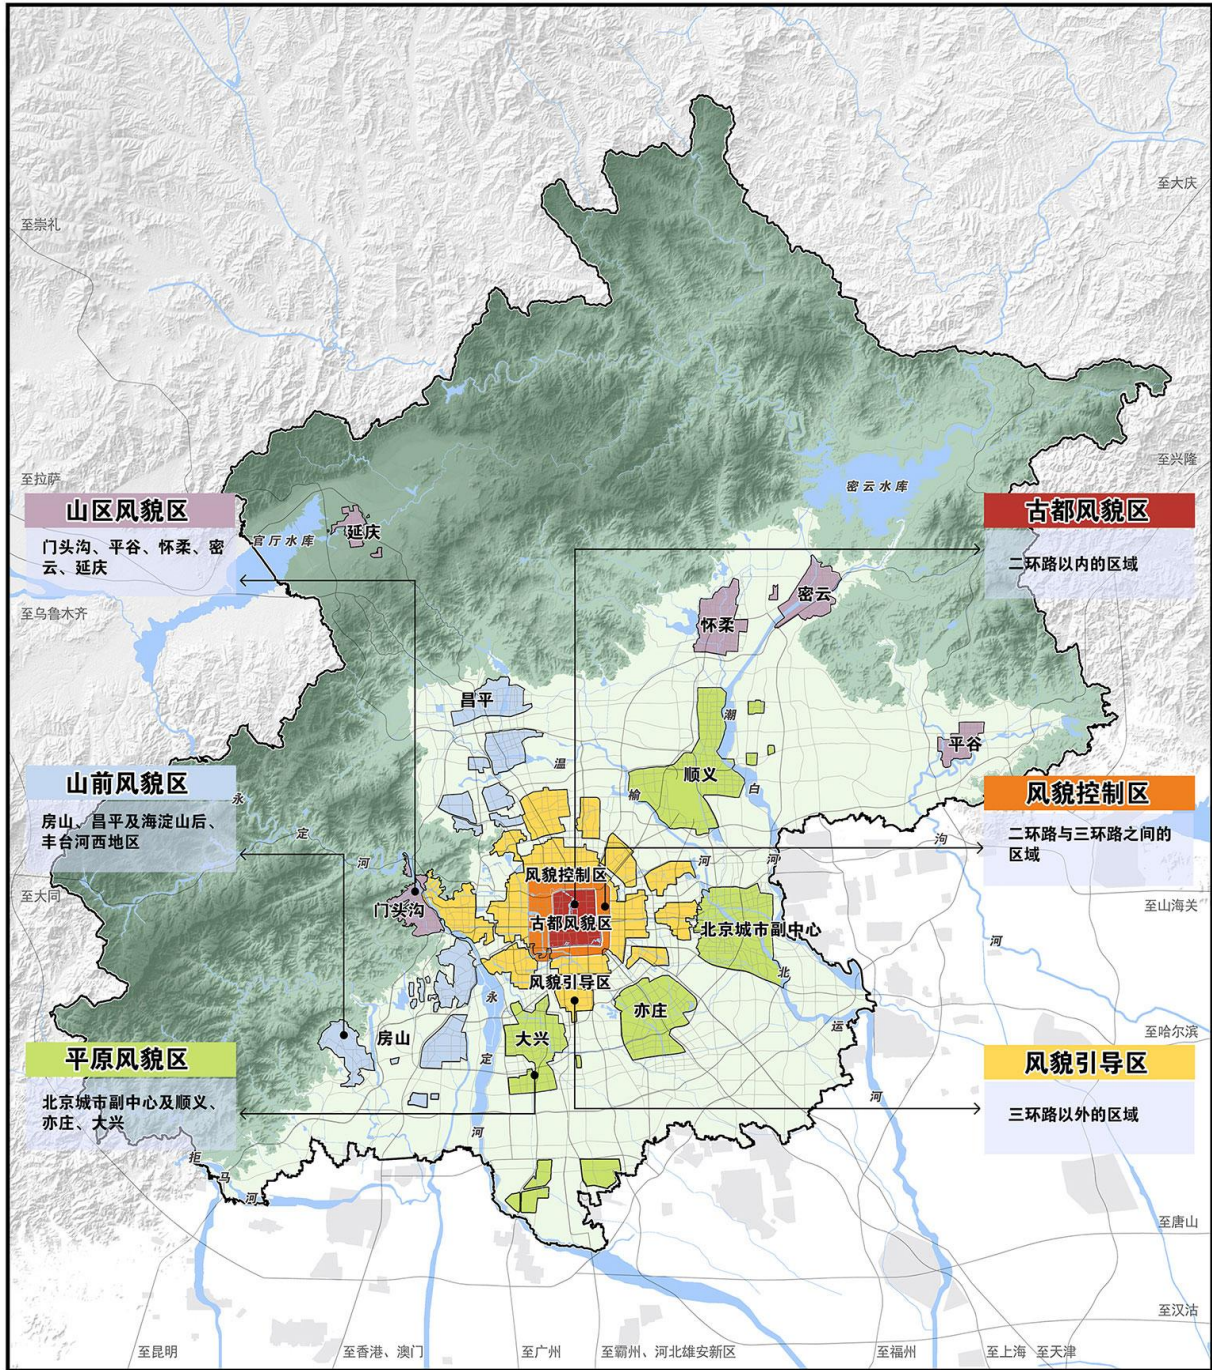 至大庆
至崇礼
至拉萨
至兴隆
密云水库
山区风貌区
门头沟、平谷、怀柔、密
云、延庆
官厅水库
延庆
古都风貌区
二环路以内的区域
至乌鲁木齐
密云
怀柔
昌平
潮
白
河
平谷
顺义
温
榆
河
山前风貌区
房山、昌平及海淀山后、
丰台河西地区
永
定
河
风貌控制区
二环路与三环路之间的
区域
泃
河
至大同
至山海关
门头沟
风貌控制区
古都风貌区
北京城市副中心
风貌引导区
北
运
河
亦庄
大兴
房山
永
定
河
至哈尔滨
平原风貌区
北京城市副中心及顺义、
亦庄、大兴
风貌引导区
三环路以外的区域
拒
马
河
至唐山
至汉沽
至昆明
至香港、澳门
至广州
至霸州、河北雄安新区
至福州
至上海
至天津